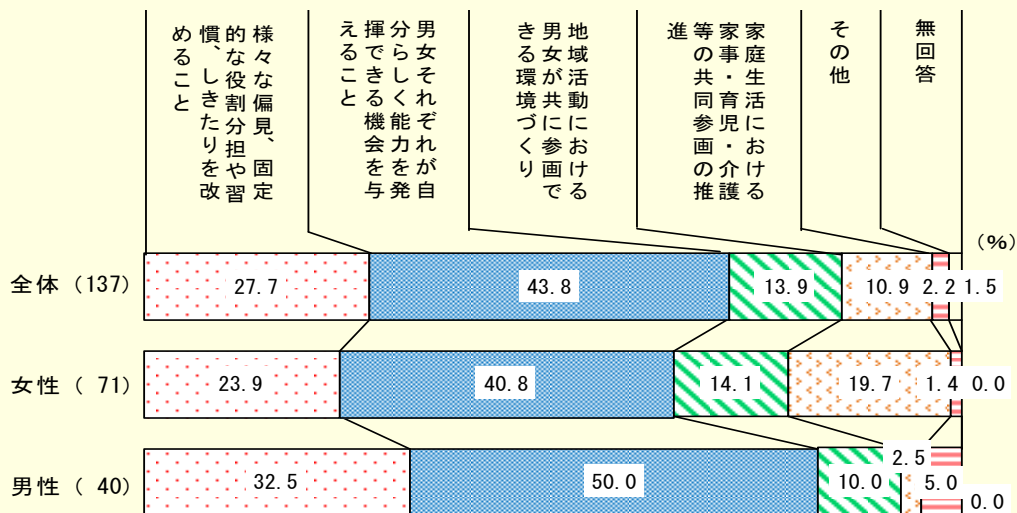 様々な偏見、固定
的な役割分担や習
慣、しきたりを改
めること
男女それぞれが自
分らしく能力を発
揮できる機会を与
えること
地域活動における
男女が共に参画で
きる環境づくり
家庭生活における
家事・育児・介護
等の共同参画の推
進
その他
無回答
(%)
全体(137)
27.7
43.8
13.9
10.9
2.2
1.5
女性( 71)
23.9
40.8
14.1
19.7
1.4
0.0
男性( 40)
32.5
50.0
10.0
2.5
5.0
0.0